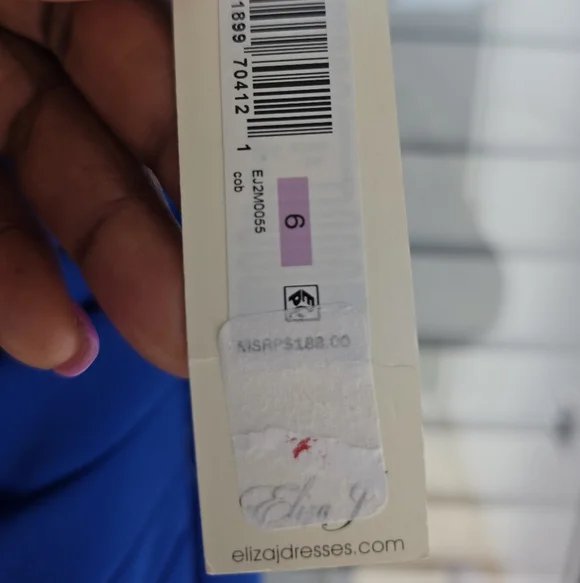 1899 70412 1
EJ2M0055
cob
6
MSRP$188.00
Eliza J
elizajdresses.com